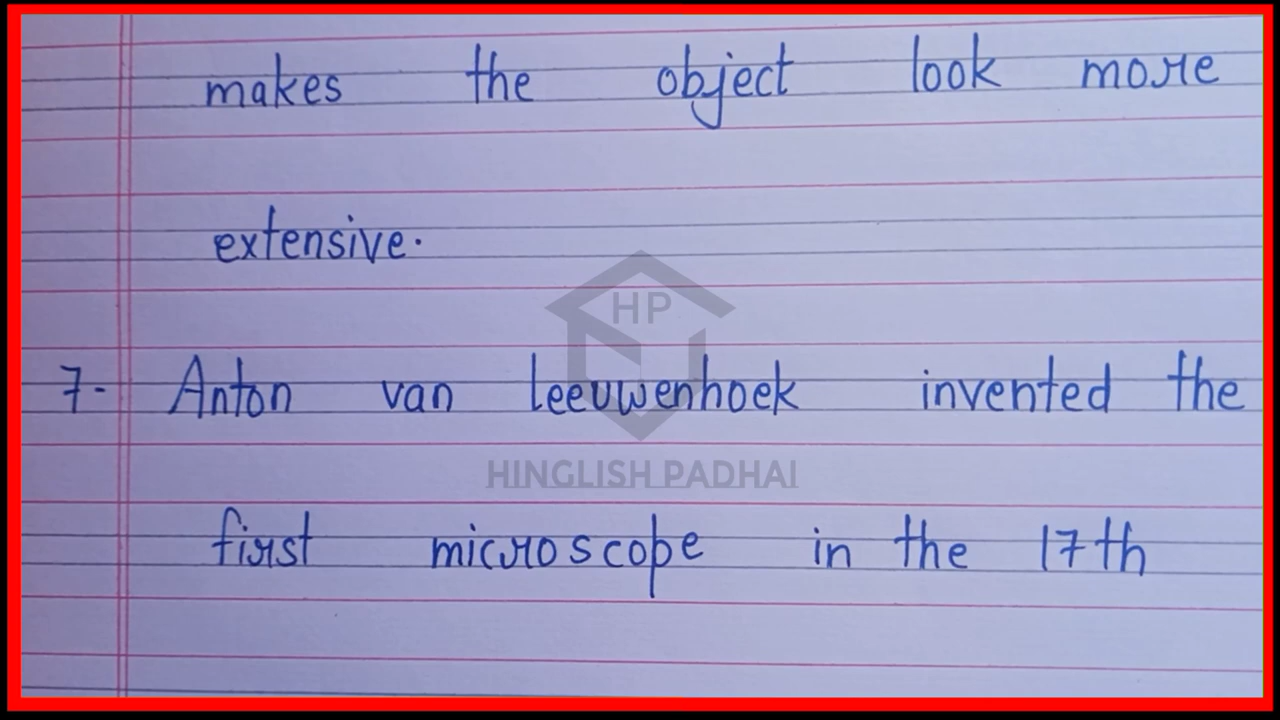 makes the object look more
extensive.
HP
7- Anton van leeuwenhoek invented the
HINGLISH PADHAI
first microscope in the 17th